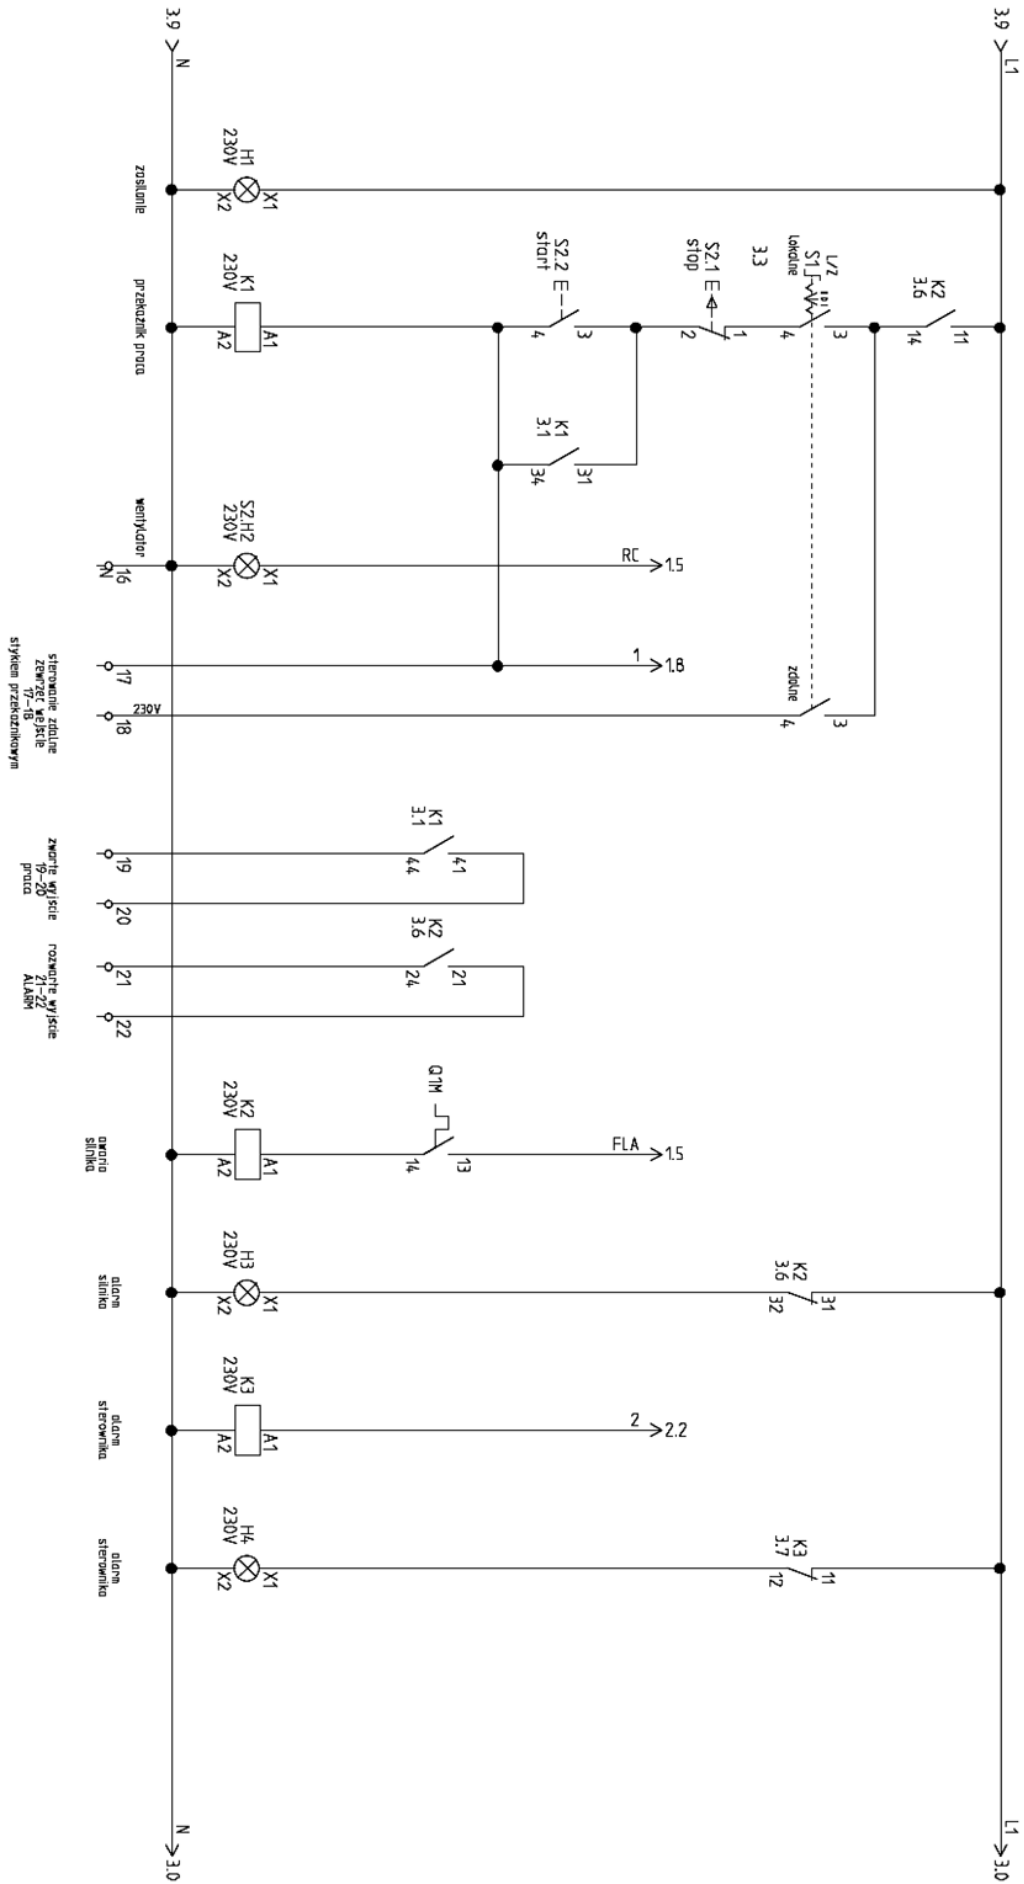 3.9
L1
3.9
N
H1
230V
X1
X2
zasilanie
K2
3.6
11
14
L/Z
S1
lokalne
3
4
3.3
S2.1
stop
1
2
S2.2
start
3
4
K1
230V
A1
A2
przekaźnik praca
K1
3.1
31
34
RC
1.5
S2.H2
230V
X1
X2
wentylator
16
N
1
1.8
17
zdalne
3
4
230V
18
sterowanie zdalne
zewrzeć wejście
17-18
stykiem przekaźnikowym
K1
3.1
41
44
19
20
zwarte wyjście
19-20
praca
K2
3.6
21
24
21
22
rozwarte wyjście
21-22
ALARM
Q1M
13
14
FLA
1.5
K2
230V
A1
A2
awaria
silnika
K2
3.6
31
32
H3
230V
X1
X2
alarm
silnika
2
2.2
K3
230V
A1
A2
alarm
sterownika
K3
3.7
11
12
H4
230V
X1
X2
alarm
sterownika
L1
3.0
N
3.0